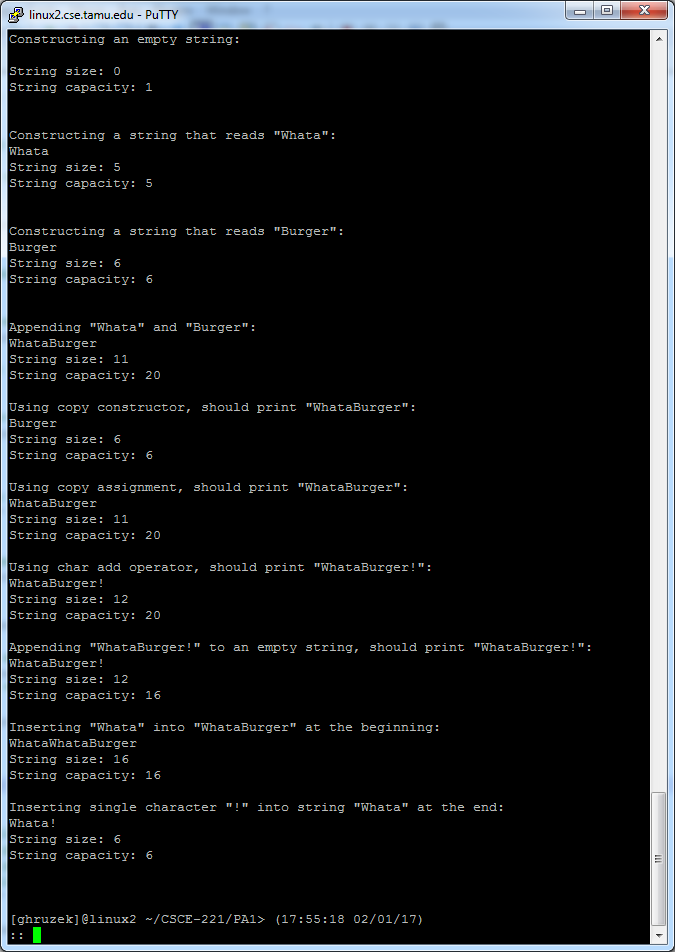 linux2.cse.tamu.edu - PuTTY
Constructing an empty string:
String size: 0
String capacity: 1
Constructing a string that reads "Whata":
Whata
String size: 5
String capacity: 5
Constructing a string that reads "Burger":
Burger
String size: 6
String capacity: 6
Appending "Whata" and "Burger":
WhataBurger
String size: 11
String capacity: 20
Using copy constructor, should print "WhataBurger":
Burger
String size: 6
String capacity: 6
Using copy assignment, should print "WhataBurger":
WhataBurger
String size: 11
String capacity: 20
Using char add operator, should print "WhataBurger!":
WhataBurger!
String size: 12
String capacity: 20
Appending "WhataBurger!" to an empty string, should print "WhataBurger!":
WhataBurger!
String size: 12
String capacity: 16
Inserting "Whata" into "WhataBurger" at the beginning:
WhataWhataBurger
String size: 16
String capacity: 16
Inserting single character "!" into string "Whata" at the end:
Whata!
String size: 6
String capacity: 6
[ghruzek]@linux2 ~/CSCE-221/PA1> (17:55:18 02/01/17)
::